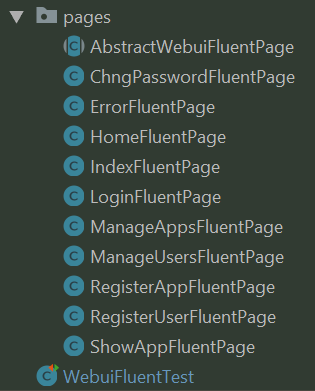 pages
AbstractWebuiFluentPage
ChngPasswordFluentPage
ErrorFluentPage
HomeFluentPage
IndexFluentPage
LoginFluentPage
ManageAppsFluentPage
ManageUsersFluentPage
RegisterAppFluentPage
RegisterUserFluentPage
ShowAppFluentPage
WebuiFluentTest